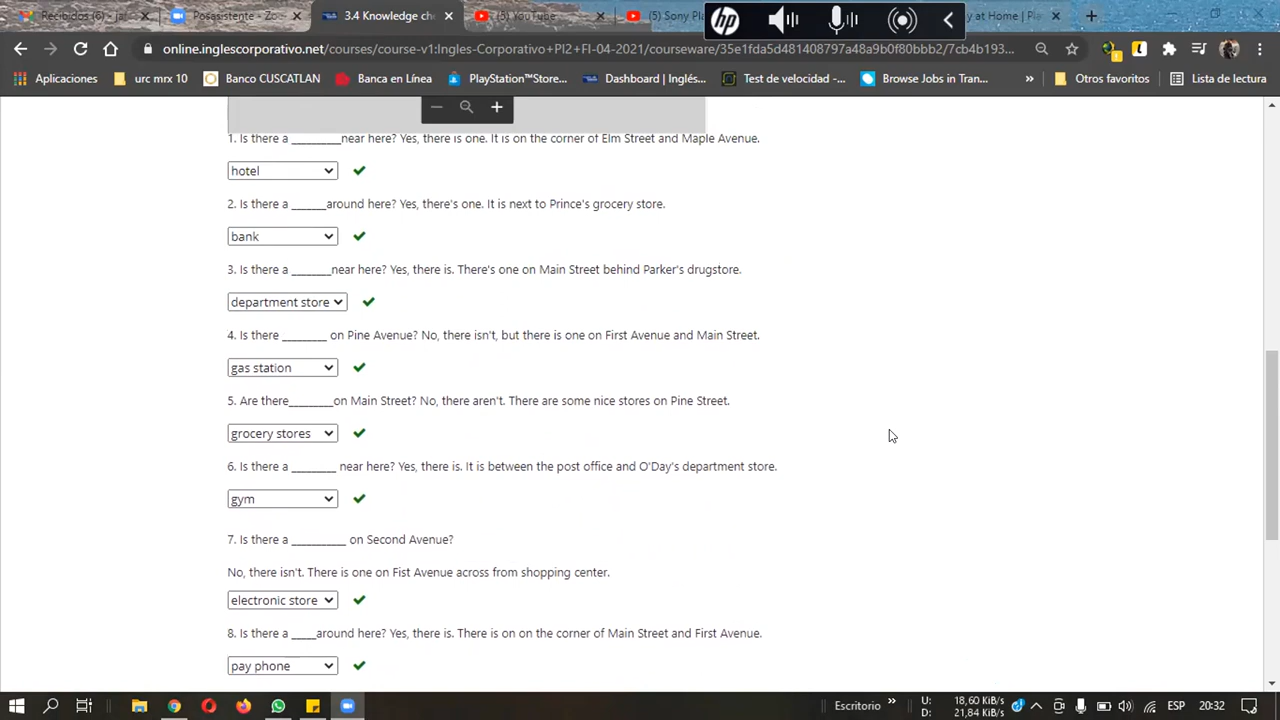 Recibidos (6) - ja
Posasistente - Zo
3.4 Knowledge ch
(5) YouTube
(5) Sony Pl
y at Home | Pl
online.inglescorporativo.net/courses/course-v1:Ingles-Corporativo+PI2+FI-04-2021/courseware/35e1fda5d481408797a48a9b0f80bbb2/7cb4b193...
Aplicaciones
urc mrx 10
Banco CUSCATLAN
Banca en Línea
PlayStation™Store...
Dashboard | Inglés...
Test de velocidad -...
Browse Jobs in Tran...
»
Otros favoritos
Lista de lectura
1. Is there a _________near here? Yes, there is one. It is on the corner of Elm Street and Maple Avenue.
hotel
2. Is there a _______around here? Yes, there's one. It is next to Prince's grocery store.
bank
3. Is there a ________near here? Yes, there is. There's one on Main Street behind Parker's drugstore.
department store
4. Is there ________ on Pine Avenue? No, there isn't, but there is one on First Avenue and Main Street.
gas station
5. Are there________on Main Street? No, there aren't. There are some nice stores on Pine Street.
grocery stores
6. Is there a ________ near here? Yes, there is. It is between the post office and O'Day's department store.
gym
7. Is there a __________ on Second Avenue?
No, there isn't. There is one on Fist Avenue across from shopping center.
electronic store
8. Is there a _____around here? Yes, there is. There is on on the corner of Main Street and First Avenue.
pay phone
Escritorio »
U: 18,60 KiB/s
D: 21,84 KiB/s
ESP
20:32